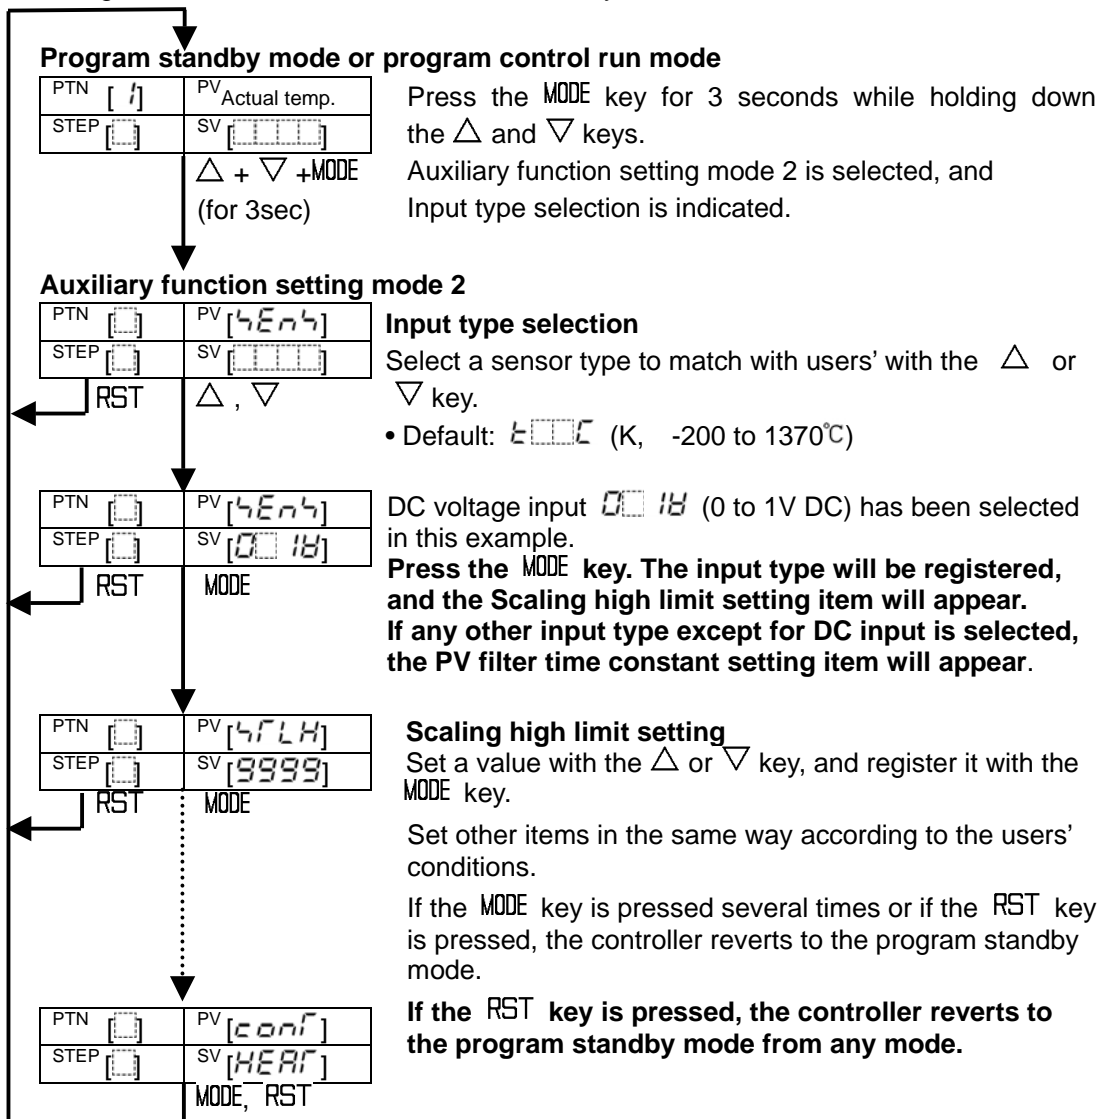 Program standby mode or program control run mode
PTN [ 1] PV Actual temp.
STEP [ ] SV [ ]
△ + ▽ +MODE
(for 3sec)
Press the MODE key for 3 seconds while holding down
the △ and ▽ keys.
Auxiliary function setting mode 2 is selected, and
Input type selection is indicated.
Auxiliary function setting mode 2
PTN [ ] PV [SEnS]
STEP [ ] SV [ ]
RST △ , ▽
Input type selection
Select a sensor type to match with users' with the △ or
▽ key.
• Default: E  C (K, -200 to 1370℃)
PTN [ ] PV [SEnS]
STEP [ ] SV [0 1V]
RST MODE
DC voltage input 0 1V (0 to 1V DC) has been selected
in this example.
Press the MODE key. The input type will be registered,
and the Scaling high limit setting item will appear.
If any other input type except for DC input is selected,
the PV filter time constant setting item will appear.
PTN [ ] PV [STLH]
STEP [ ] SV [9999]
RST MODE
Scaling high limit setting
Set a value with the △ or ▽ key, and register it with the
MODE key.
Set other items in the same way according to the users'
conditions.
If the MODE key is pressed several times or if the RST key
is pressed, the controller reverts to the program standby
mode.
If the RST key is pressed, the controller reverts to
the program standby mode from any mode.
PTN [ ] PV [conT]
STEP [ ] SV [HEAT]
MODE, RST